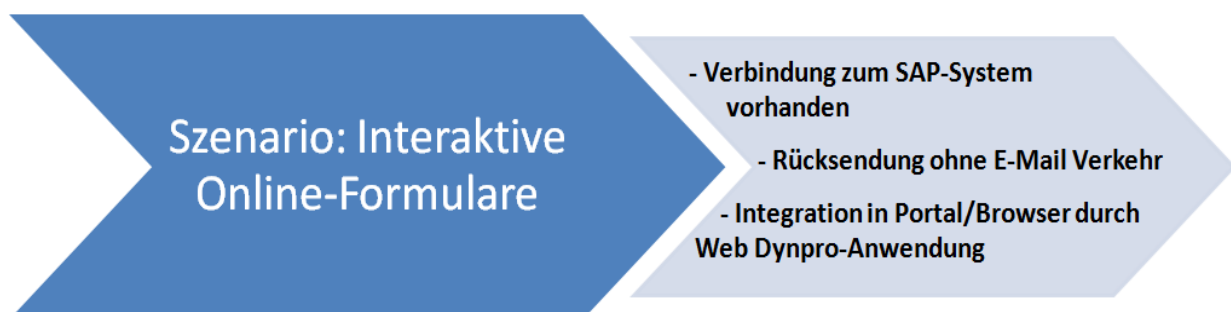 Szenario: Interaktive
Online-Formulare
- Verbindung zum SAP-System
vorhanden
- Rücksendung ohne E-Mail Verkehr
- Integration in Portal/Browser durch
Web Dynpro-Anwendung